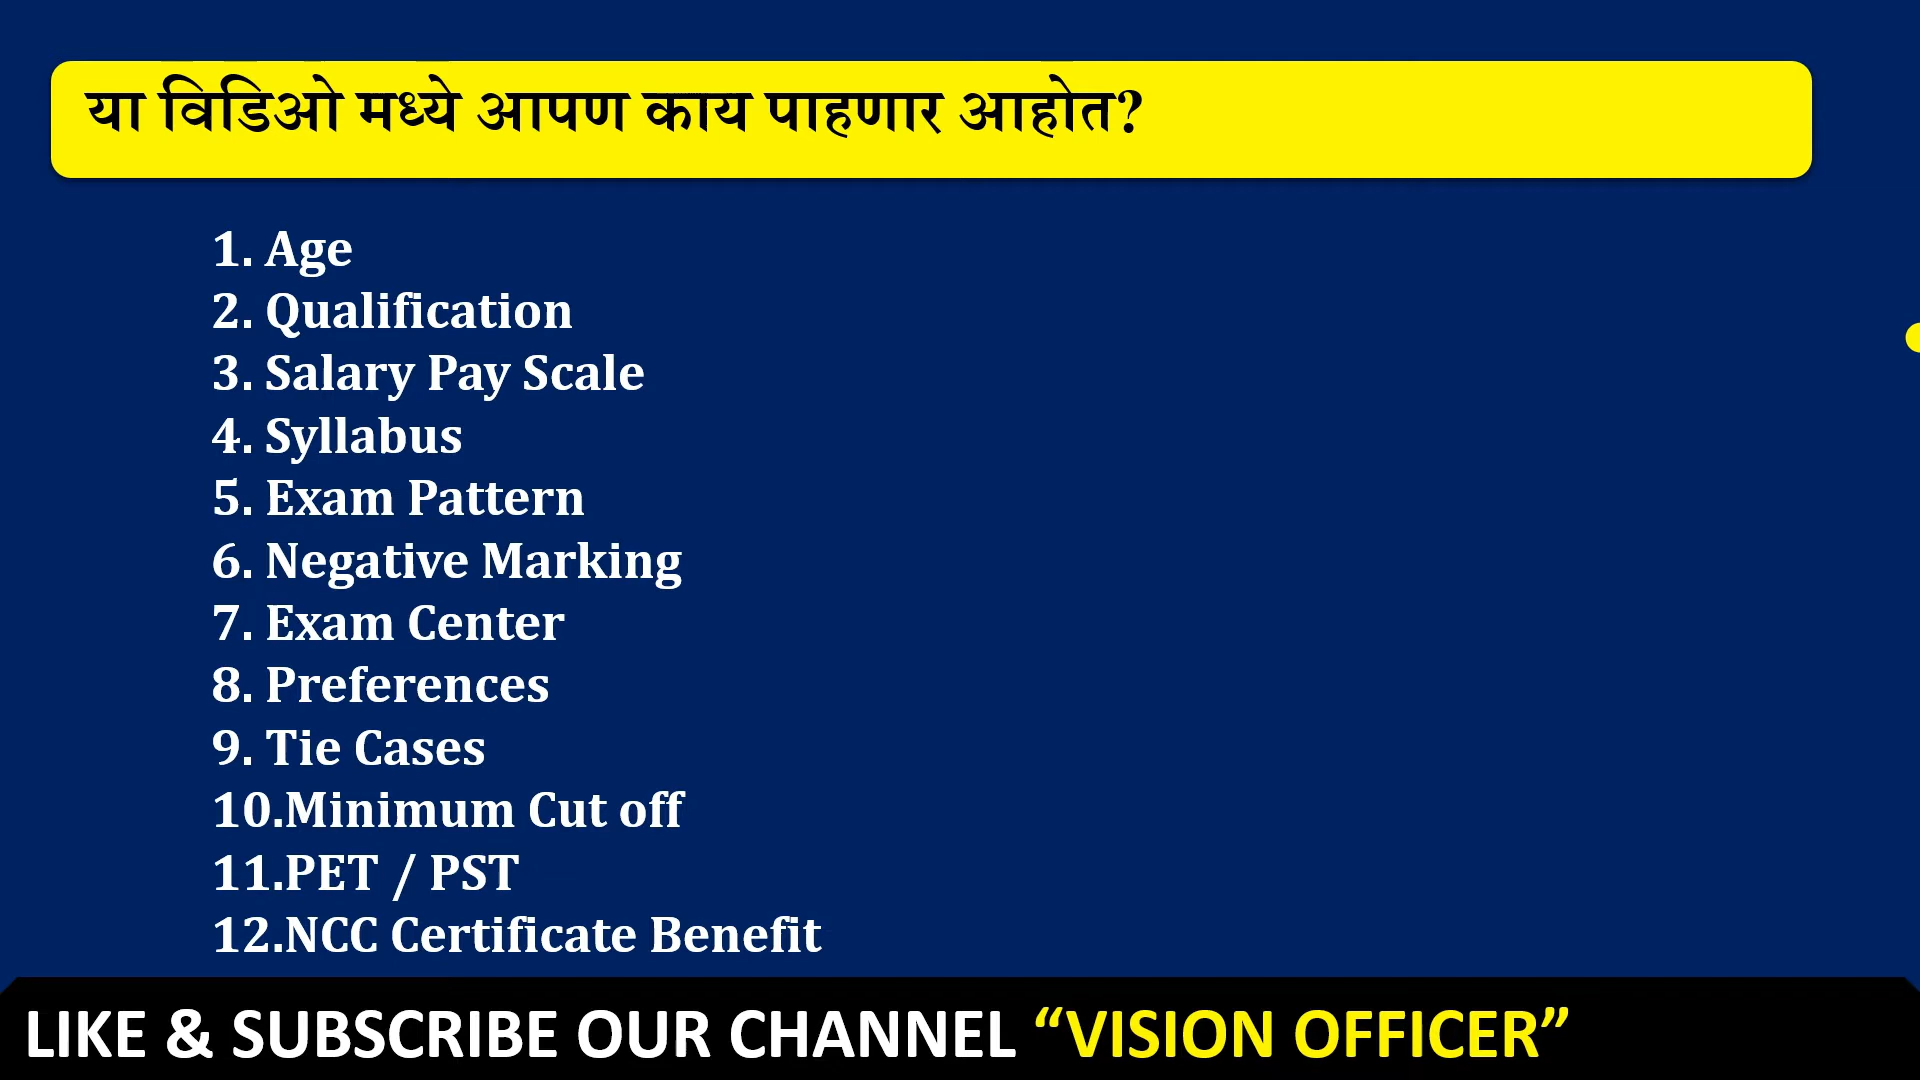 या विडिओ मध्ये आपण काय पाहणार आहोत?
1. Age
2. Qualification
3. Salary Pay Scale
4. Syllabus
5. Exam Pattern
6. Negative Marking
7. Exam Center
8. Preferences
9. Tie Cases
10.Minimum Cut off
11.PET / PST
12.NCC Certificate Benefit
LIKE & SUBSCRIBE OUR CHANNEL “VISION OFFICER”